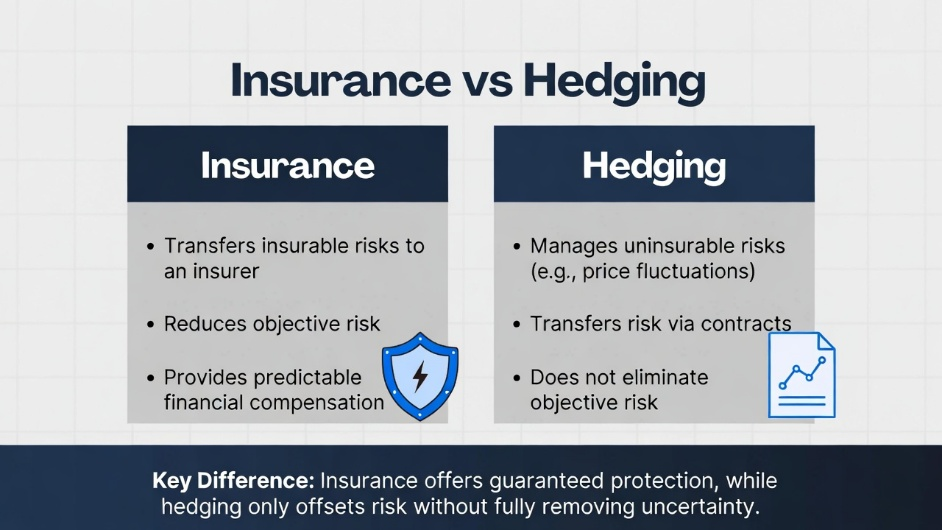 Insurance vs Hedging
Insurance
• Transfers insurable risks to
an insurer
• Reduces objective risk
• Provides predictable
financial compensation
Hedging
• Manages uninsurable risks
(e.g., price fluctuations)
• Transfers risk via contracts
• Does not eliminate
objective risk
Key Difference: Insurance offers guaranteed protection, while
hedging only offsets risk without fully removing uncertainty.